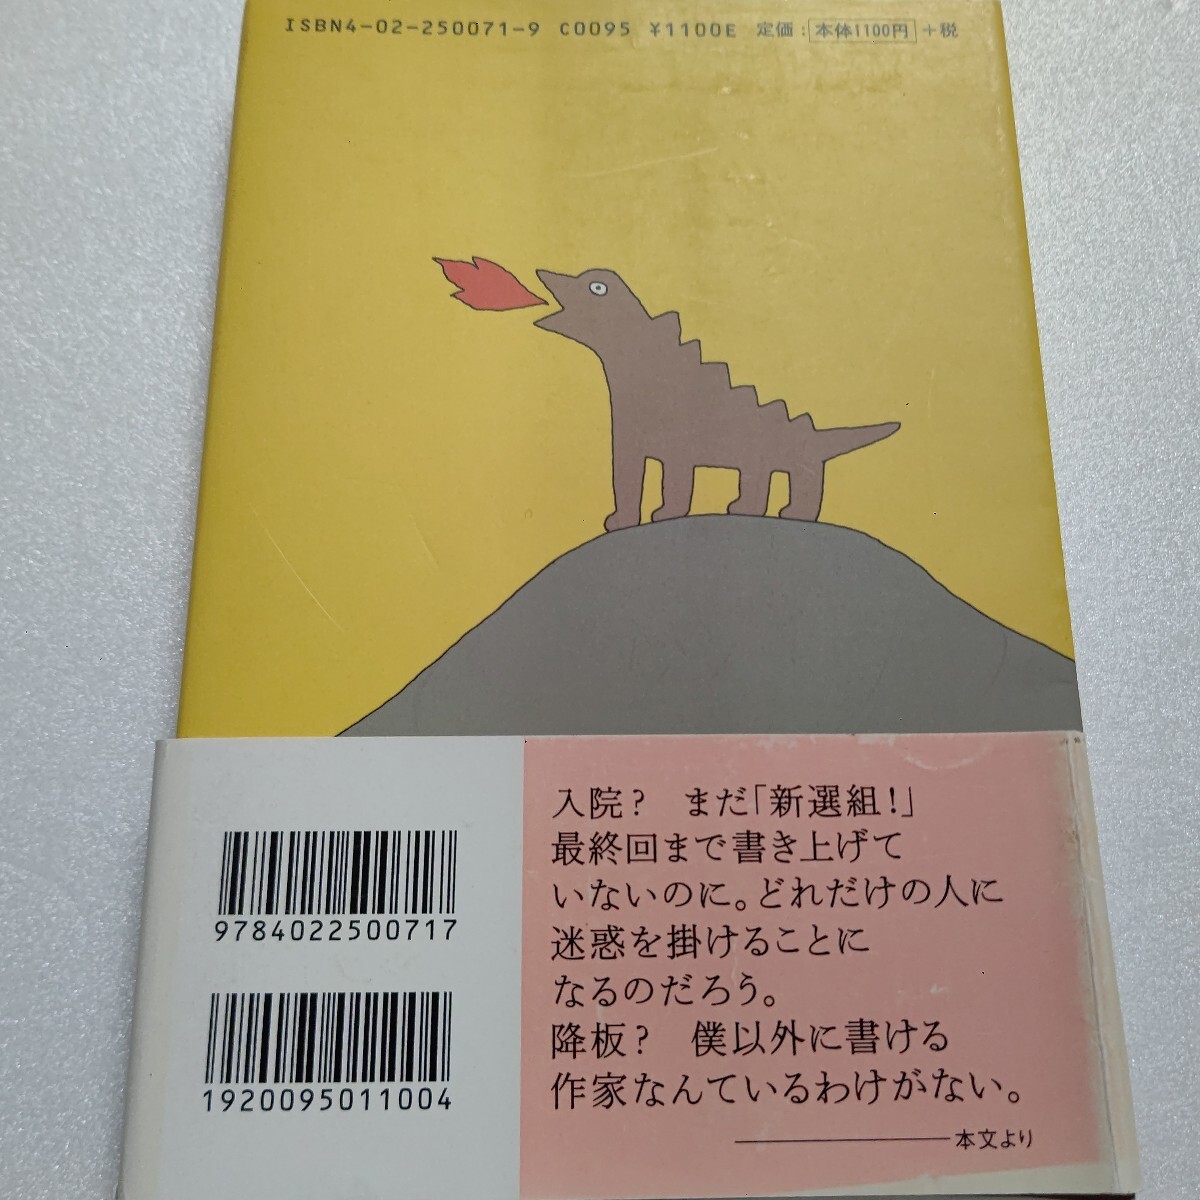 ISBN4-02-250071-9 C0095 ¥1100E 定価:本体1100円+税
入院? まだ「新選組!」
最終回まで書き上げて
いないのに。どれだけの人に
迷惑を掛けることに
なるのだろう。
降板? 僕以外に書ける
作家なんているわけがない。
——本文より
9784022500717
1920095011004